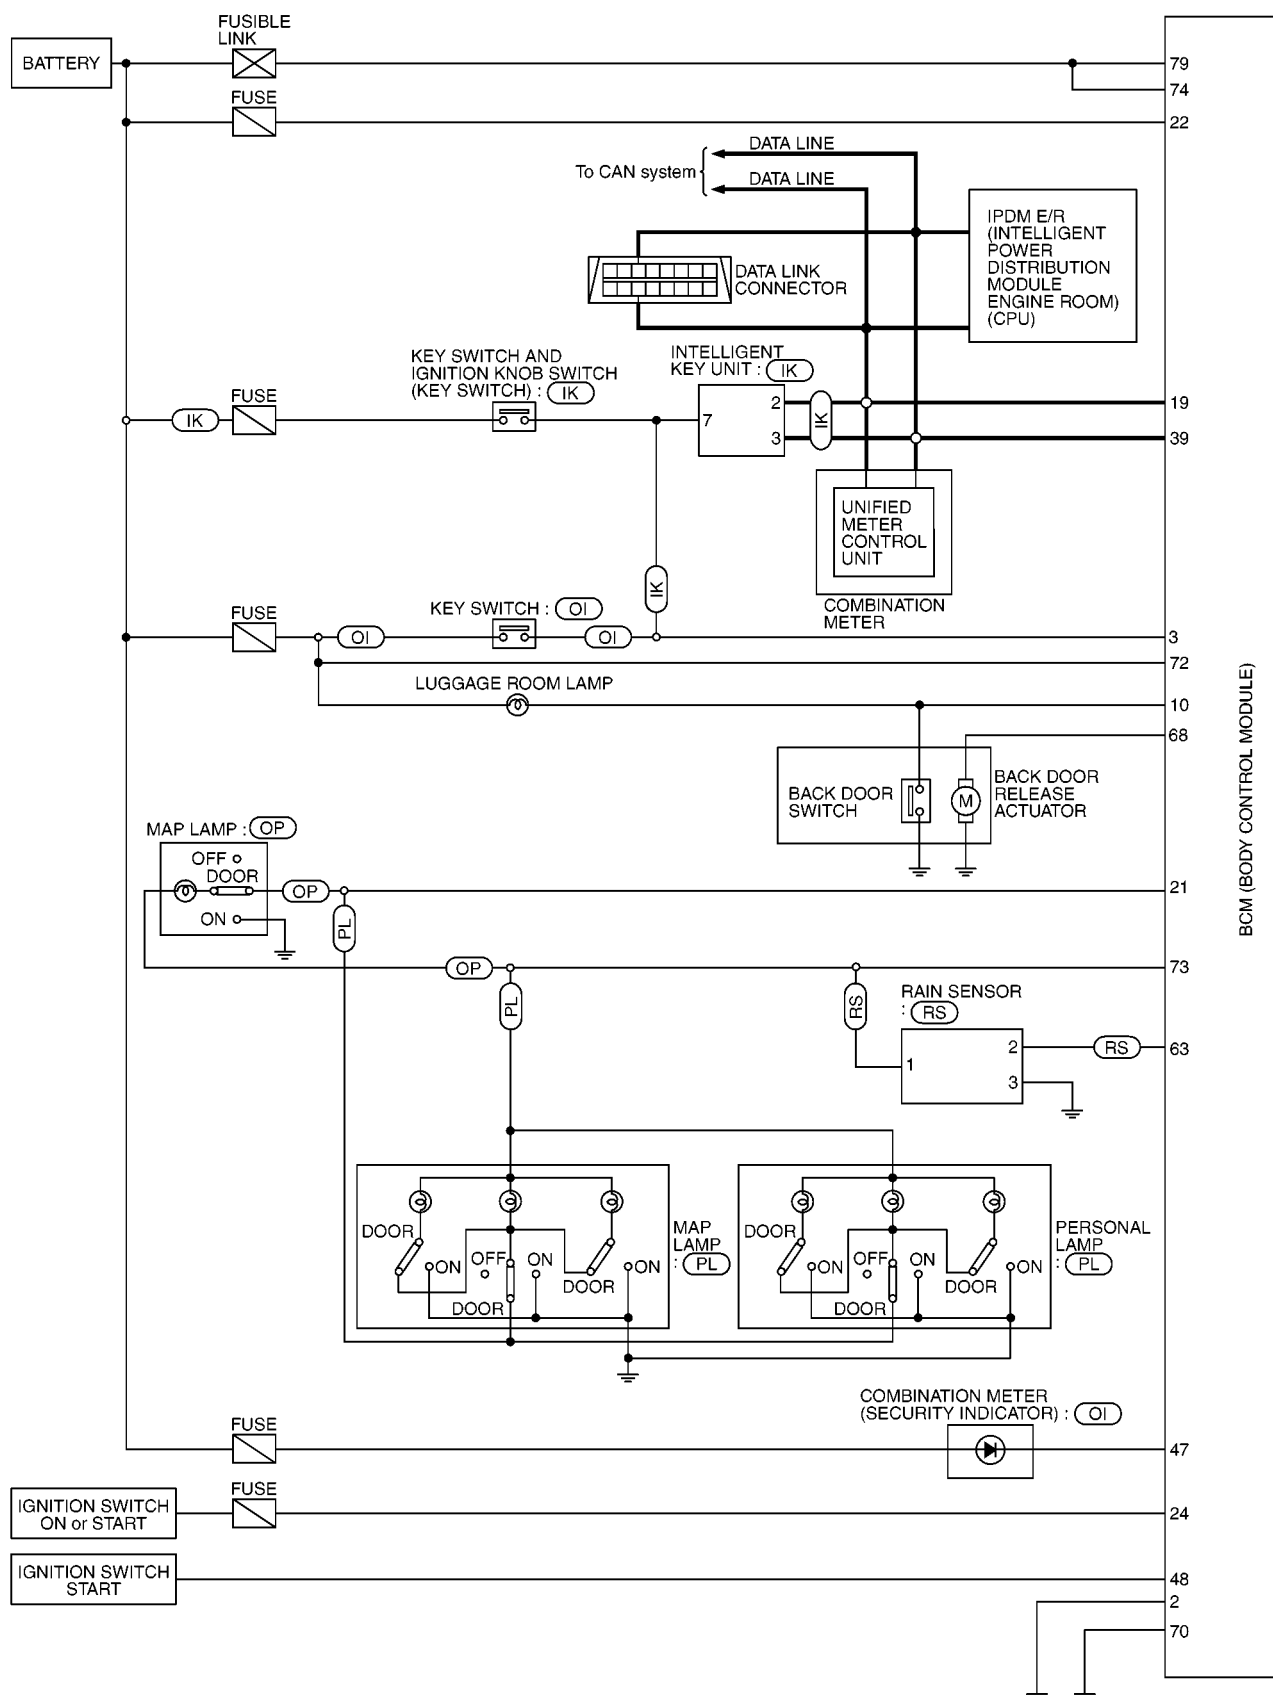 FUSIBLE
LINK
BATTERY
79
74
FUSE
22
DATA LINE
To CAN system
DATA LINE
IPDM E/R
(INTELLIGENT
POWER
DISTRIBUTION
MODULE
ENGINE ROOM)
(CPU)
DATA LINK
CONNECTOR
KEY SWITCH AND
IGNITION KNOB SWITCH
(KEY SWITCH) : IK
INTELLIGENT
KEY UNIT : IK
FUSE
IK
7
2
3
IK
19
39
UNIFIED
METER
CONTROL
UNIT
COMBINATION
METER
IK
FUSE
KEY SWITCH : OI
OI
OI
3
72
LUGGAGE ROOM LAMP
10
68
BACK DOOR
SWITCH
M
BACK DOOR
RELEASE
ACTUATOR
BCM (BODY CONTROL MODULE)
MAP LAMP : OP
OFF
DOOR
ON
OP
21
PL
OP
73
PL
RS
RAIN SENSOR
: RS
1
2
3
RS
63
DOOR
ON
OFF
ON
DOOR
DOOR
ON
MAP
LAMP
: PL
DOOR
ON
OFF
ON
DOOR
DOOR
ON
PERSONAL
LAMP
: PL
COMBINATION METER
(SECURITY INDICATOR) : OI
FUSE
47
FUSE
IGNITION SWITCH
ON or START
24
IGNITION SWITCH
START
48
2
70